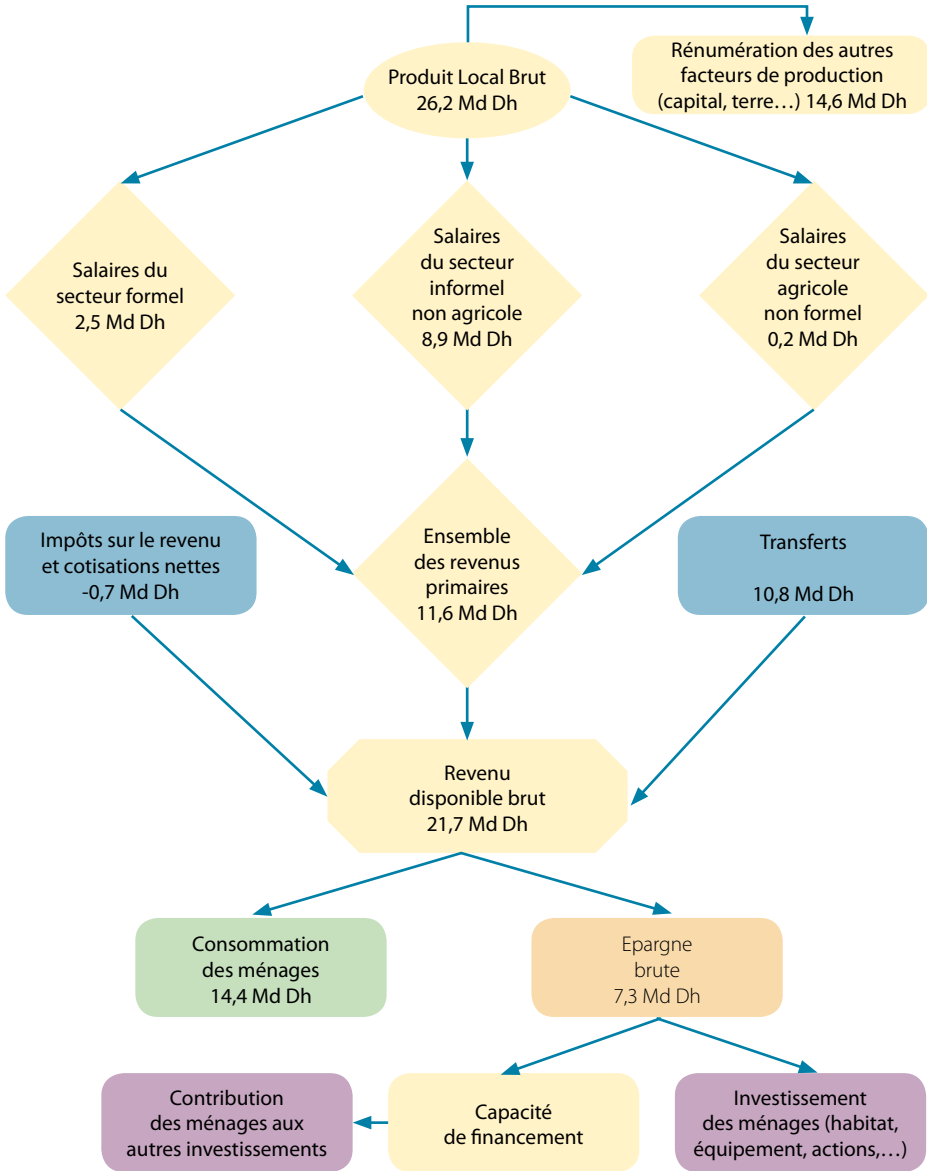 Produit Local Brut
26,2 Md Dh
Rénumération des autres
facteurs de production
(capital, terre…) 14,6 Md Dh
Salaires du
secteur formel
2,5 Md Dh
Salaires
du secteur
informel
non agricole
8,9 Md Dh
Salaires
du secteur
agricole
non formel
0,2 Md Dh
Impôts sur le revenu
et cotisations nettes
-0,7 Md Dh
Ensemble
des revenus
primaires
11,6 Md Dh
Transferts
10,8 Md Dh
Revenu
disponible brut
21,7 Md Dh
Consommation
des ménages
14,4 Md Dh
Epargne
brute
7,3 Md Dh
Contribution
des ménages aux
autres investissements
Capacité
de financement
Investissement
des ménages (habitat,
équipement, actions,…)